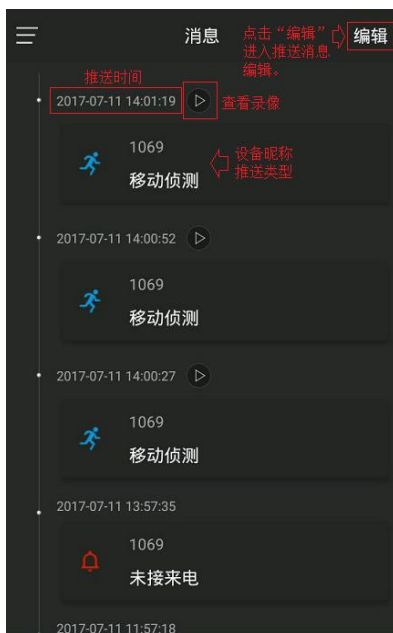 消息
点击“编辑”
进入推送消息
编辑。
编辑
推送时间
2017-07-11 14:01:19
查看录像
1069
移动侦测
设备昵称
推送类型
2017-07-11 14:00:52
1069
移动侦测
2017-07-11 14:00:27
1069
移动侦测
2017-07-11 13:57:35
1069
未接来电
2017-07-11 11:57:18